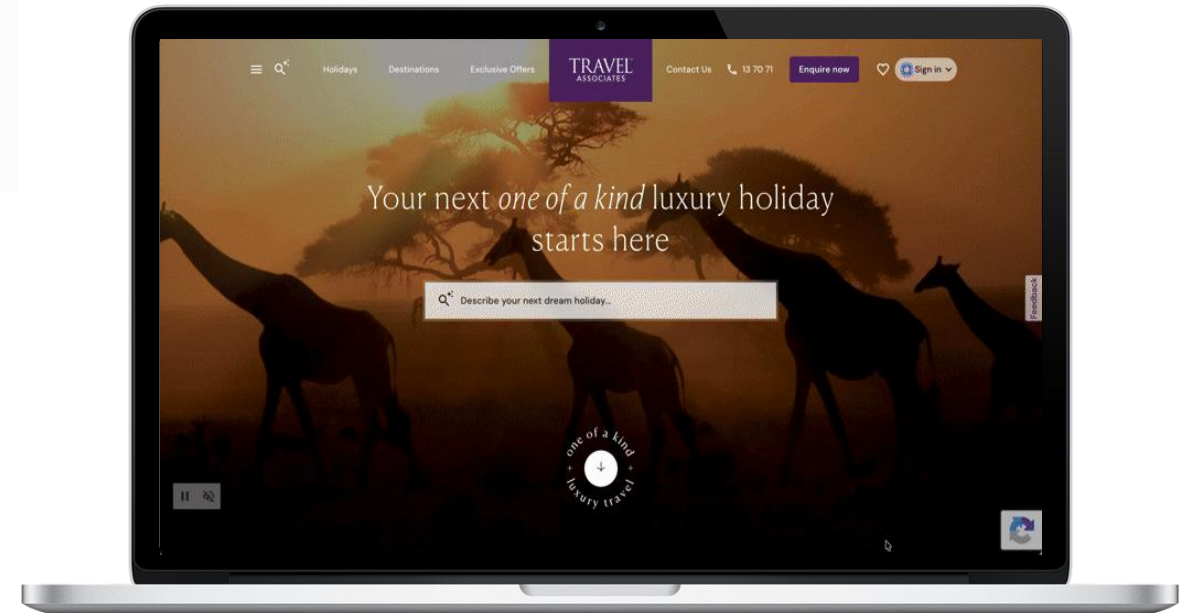 Holidays
Destinations
Exclusive Offers
TRAVEL
ASSOCIATES
Contact Us
13 70 71
Enquire now
Sign in
Your next one of a kind luxury holiday
starts here
Describe your next dream holiday...
Feedback
one of a kind
luxury travel